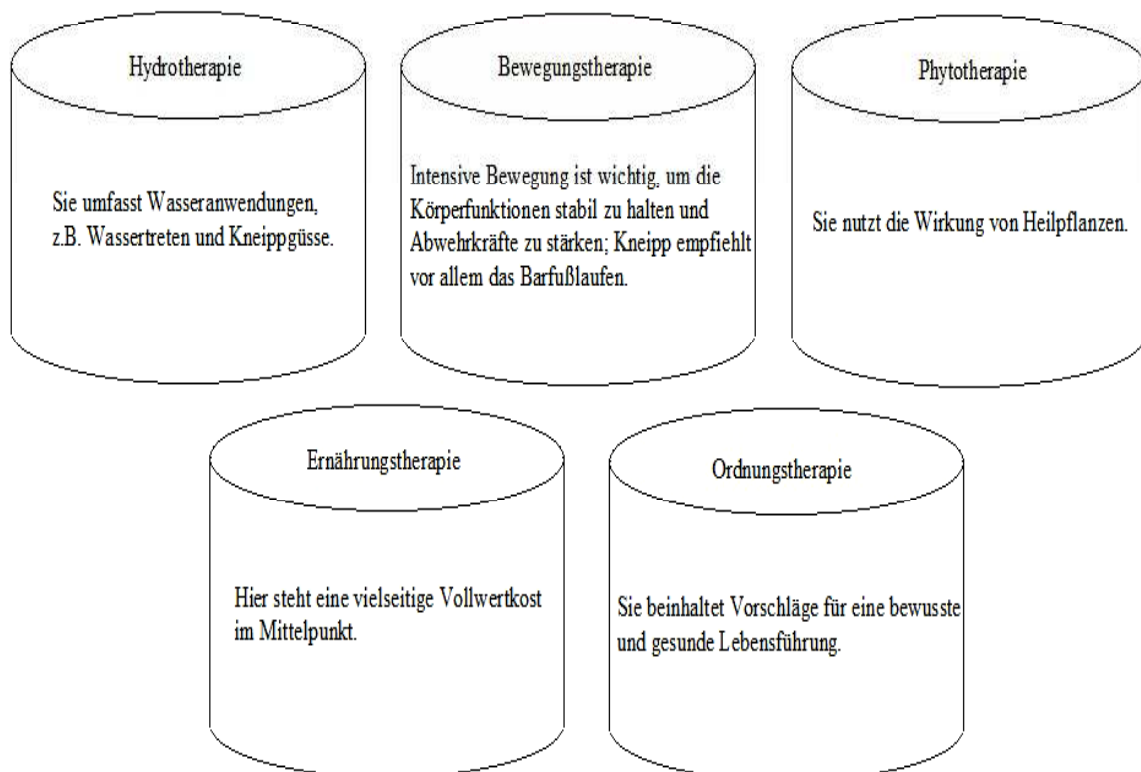 Hydrotherapie
Sie umfasst Wasseranwendungen,
z.B. Wassertreten und Kneippgüsse.
Bewegungstherapie
Intensive Bewegung ist wichtig, um die
Körperfunktionen stabil zu halten und
Abwehrkräfte zu stärken; Kneipp empfiehlt
vor allem das Barfußlaufen.
Phytotherapie
Sie nutzt die Wirkung von Heilpflanzen.
Ernährungstherapie
Hier steht eine vielseitige Vollwertkost
im Mittelpunkt.
Ordnungstherapie
Sie beinhaltet Vorschläge für eine bewusste
und gesunde Lebensführung.